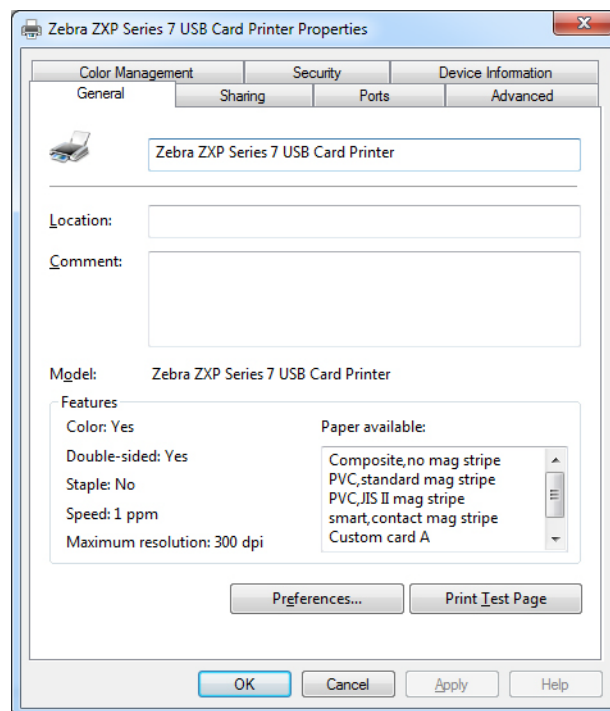 Zebra ZXP Series 7 USB Card Printer Properties
Color Management Security Device Information
General Sharing Ports Advanced
Zebra ZXP Series 7 USB Card Printer
Location:
Comment:
Model: Zebra ZXP Series 7 USB Card Printer
Features
Color: Yes Paper available:
Double-sided: Yes Composite,no mag stripe
PVC,standard mag stripe
Staple: No PVC,JIS II mag stripe
Speed: 1 ppm smart,contact mag stripe
Maximum resolution: 300 dpi Custom card A
Preferences... Print Test Page
OK Cancel Apply Help